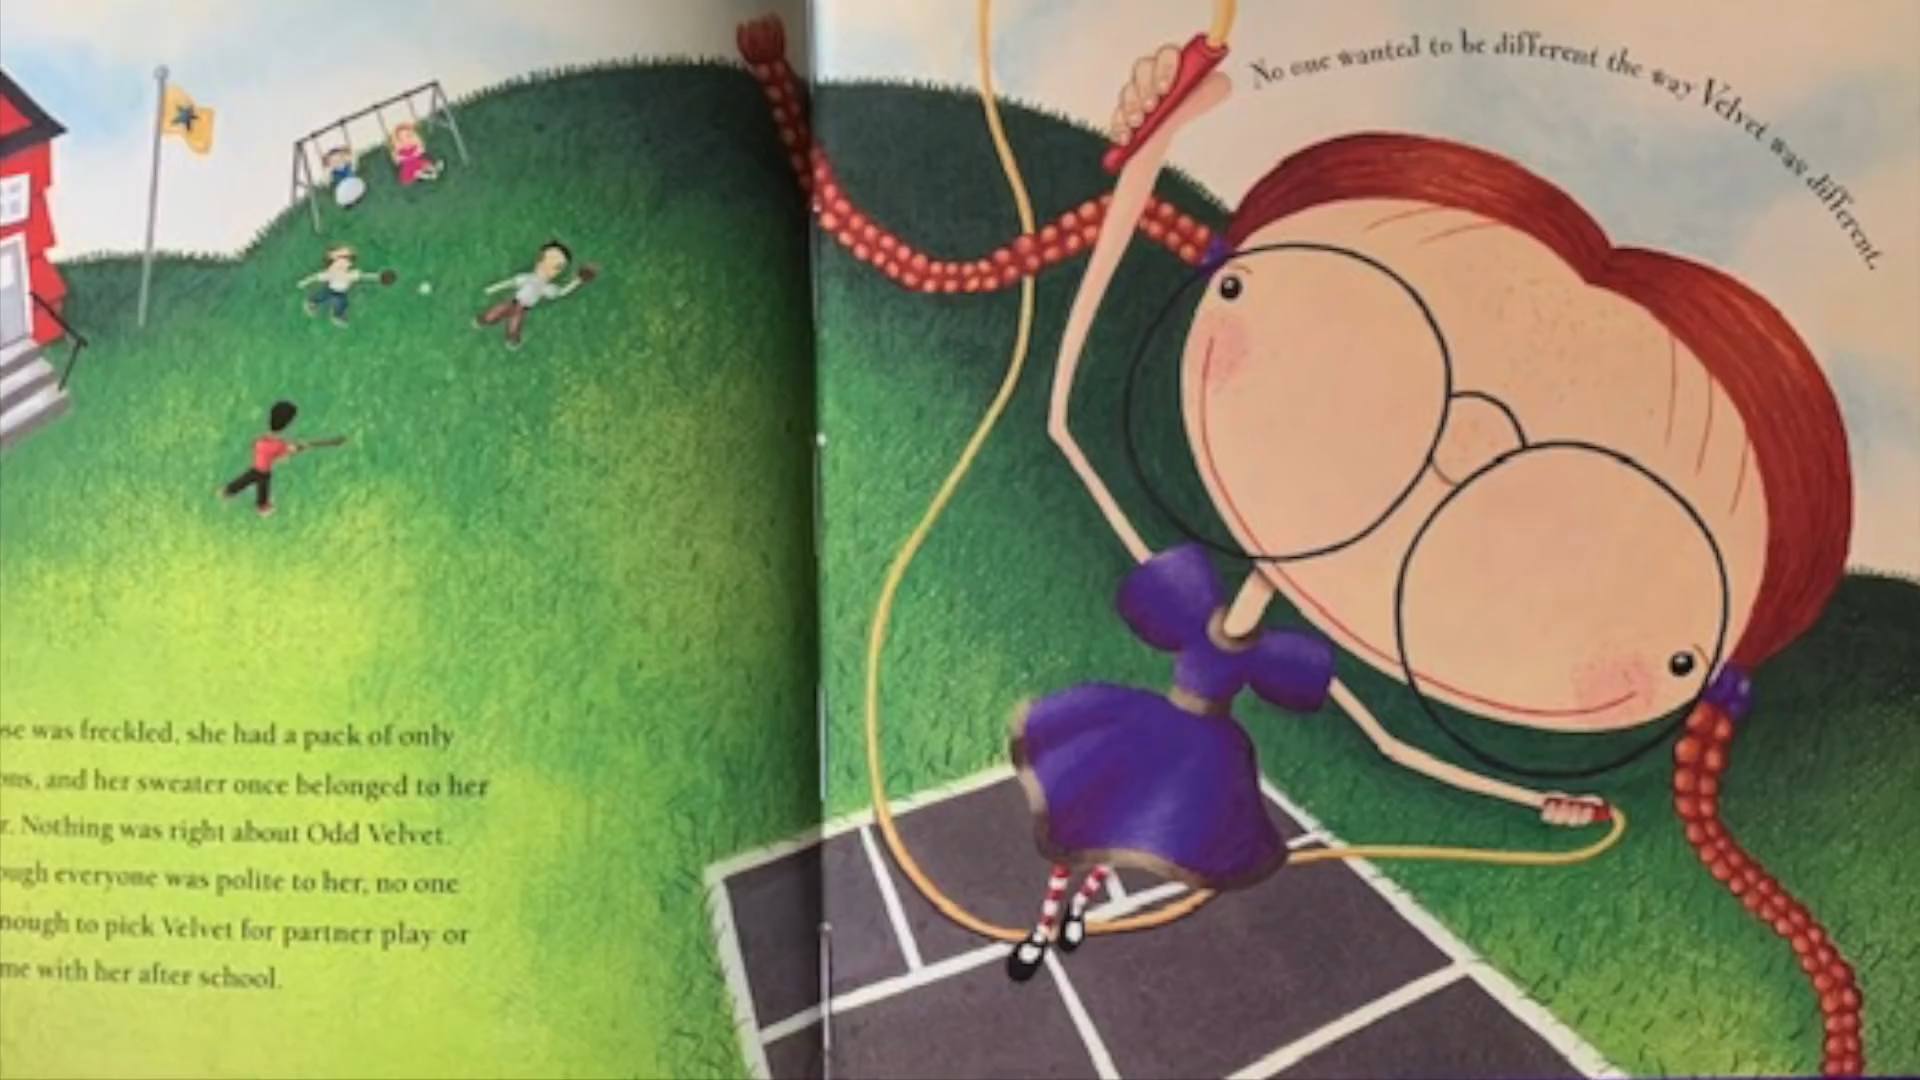 se was freckled, she had a pack of only
ons, and her sweater once belonged to her
r. Nothing was right about Odd Velvet.
ough everyone was polite to her, no one
nough to pick Velvet for partner play or
me with her after school.
No one wanted to be different the way Velvet was different.